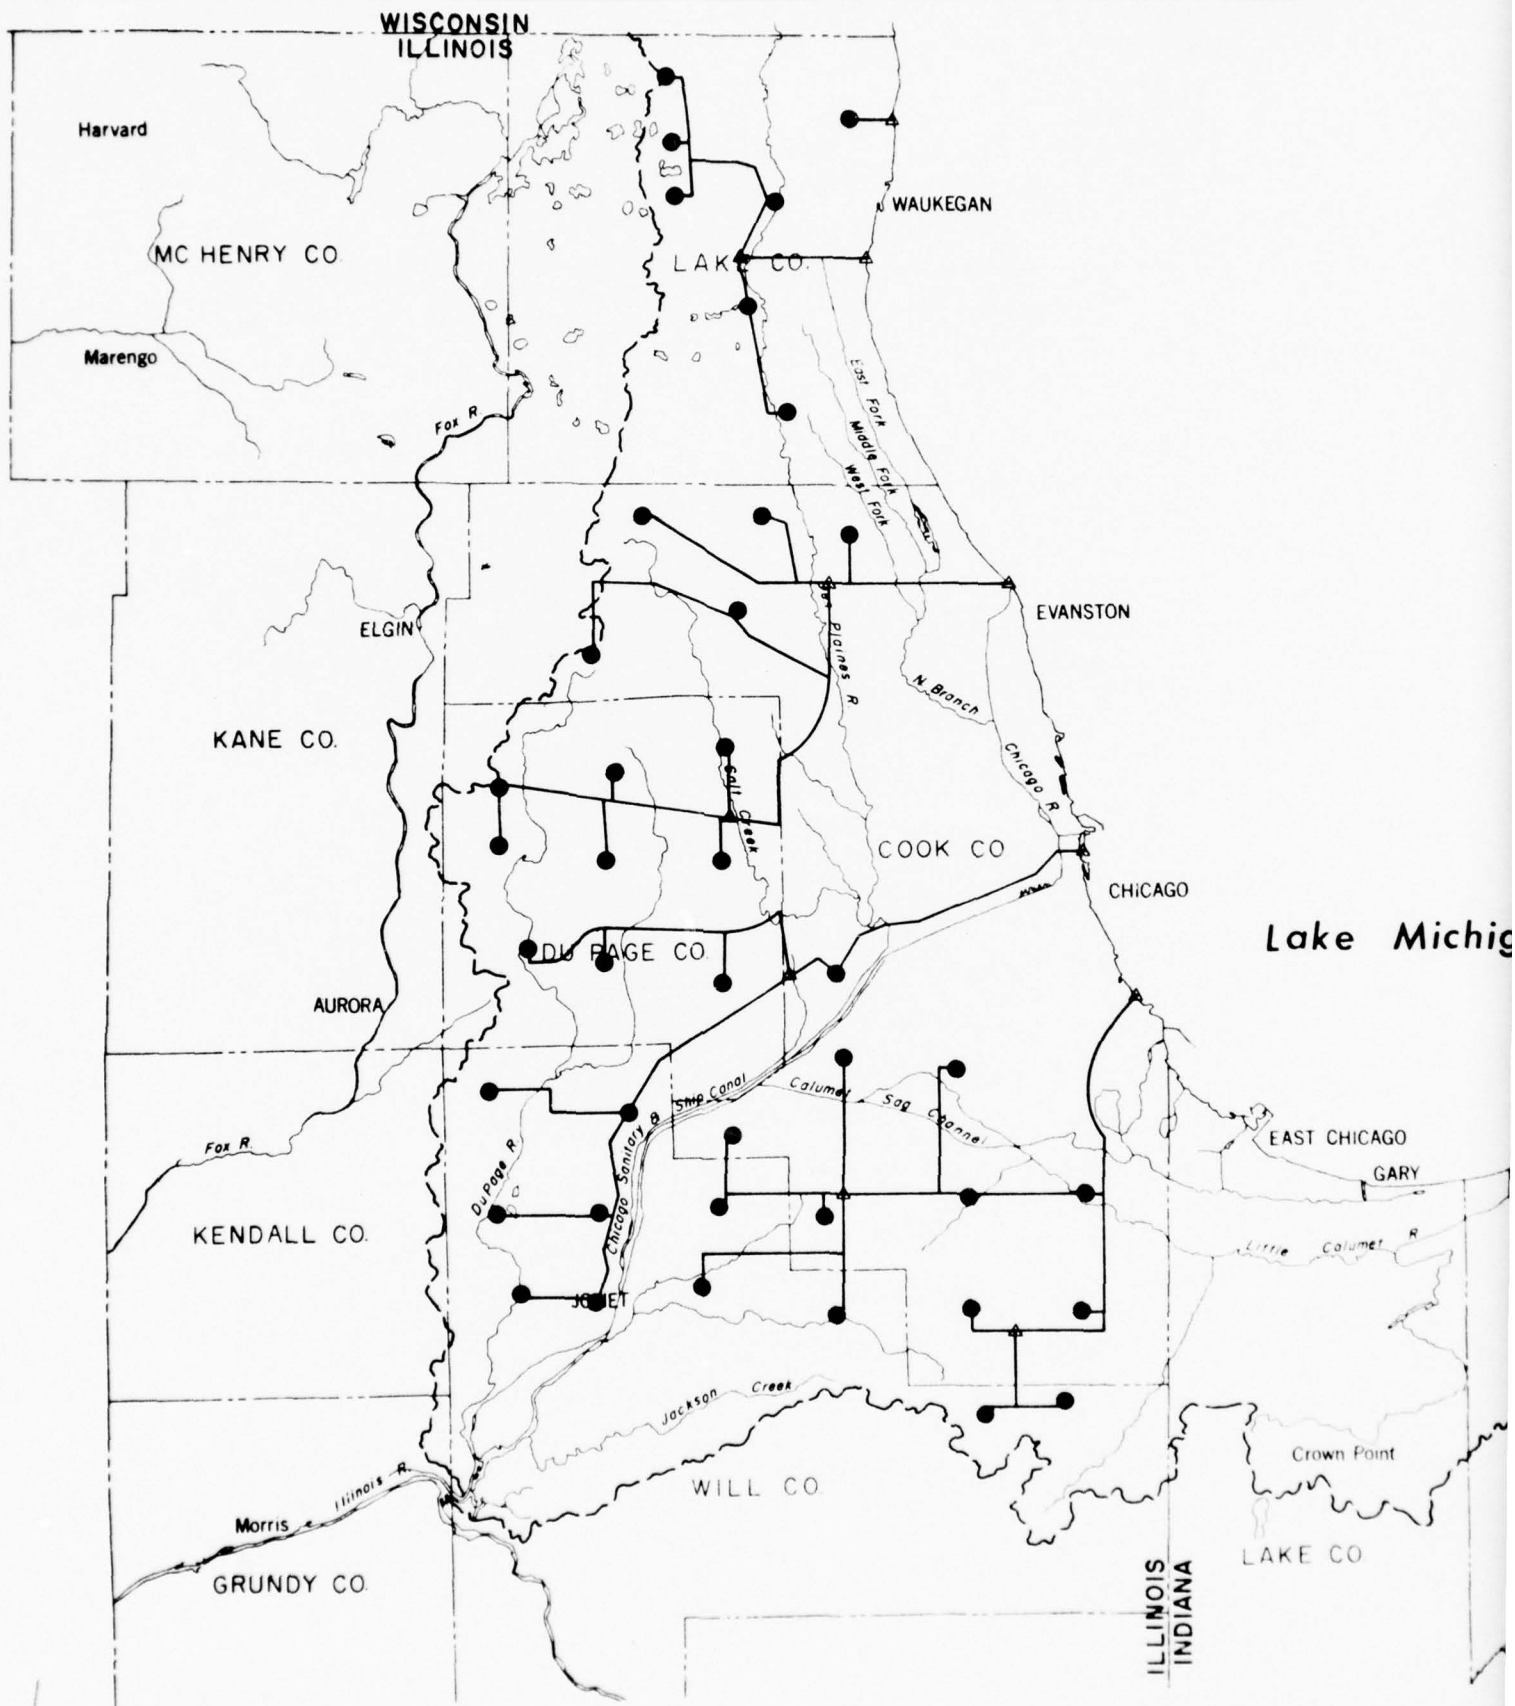 WISCONSIN
ILLINOIS
Harvard
WAUKEGAN
MC HENRY CO.
LAKE CO.
Marengo
East Fork
Middle Fork
West Fork
Fox R.
EVANSTON
ELGIN
Plaines R
N. Branch
KANE CO.
Chicago R
Salt Creek
COOK CO
CHICAGO
Lake Michig
DU PAGE CO.
AURORA
Ship Canal
Calumet Sag Channel
Chicago Sanitary &
EAST CHICAGO
Fox R.
Du Page R
GARY
KENDALL CO.
Little Calumet R
JOLIET
Jackson Creek
Crown Point
WILL CO
Illinois R.
Morris
LAKE CO
GRUNDY CO.
ILLINOIS
INDIANA